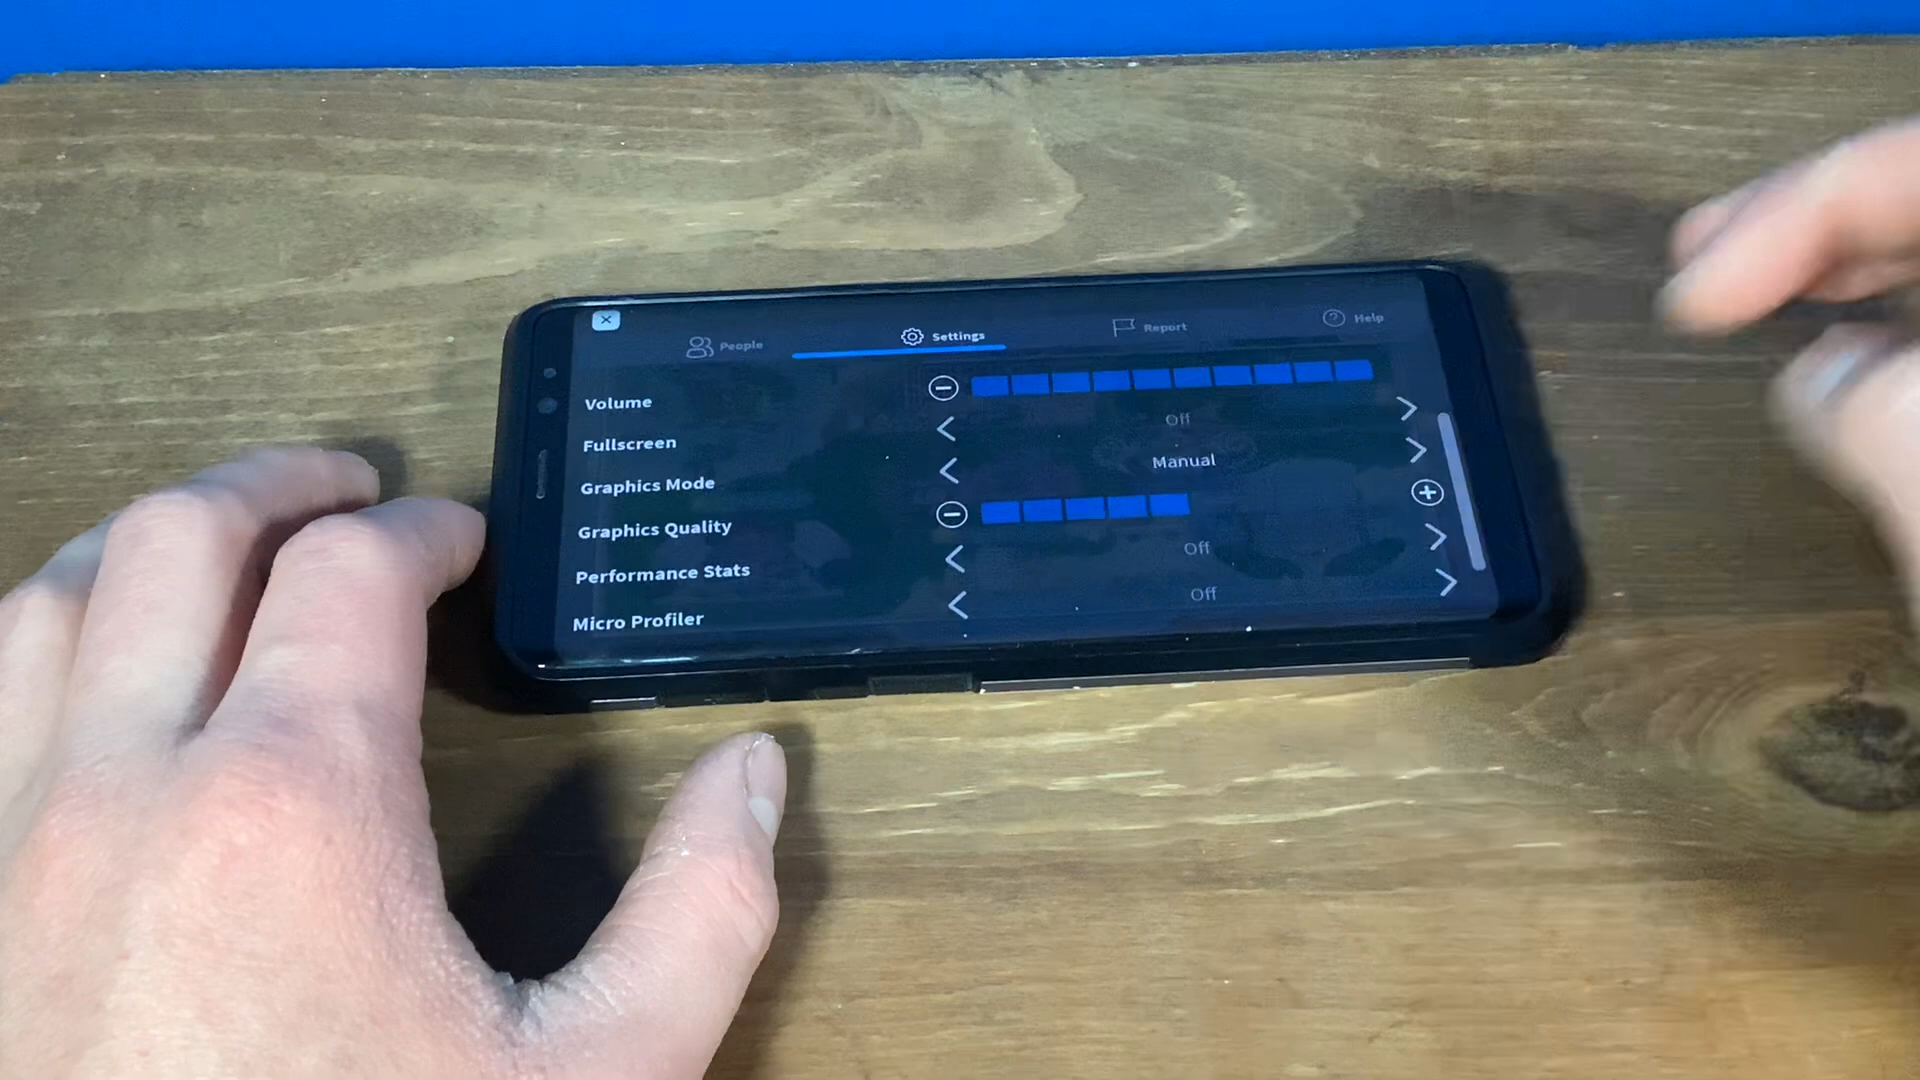 People Settings Report Help
Volume
Fullscreen Off
Graphics Mode Manual
Graphics Quality
Performance Stats Off
Micro Profiler Off